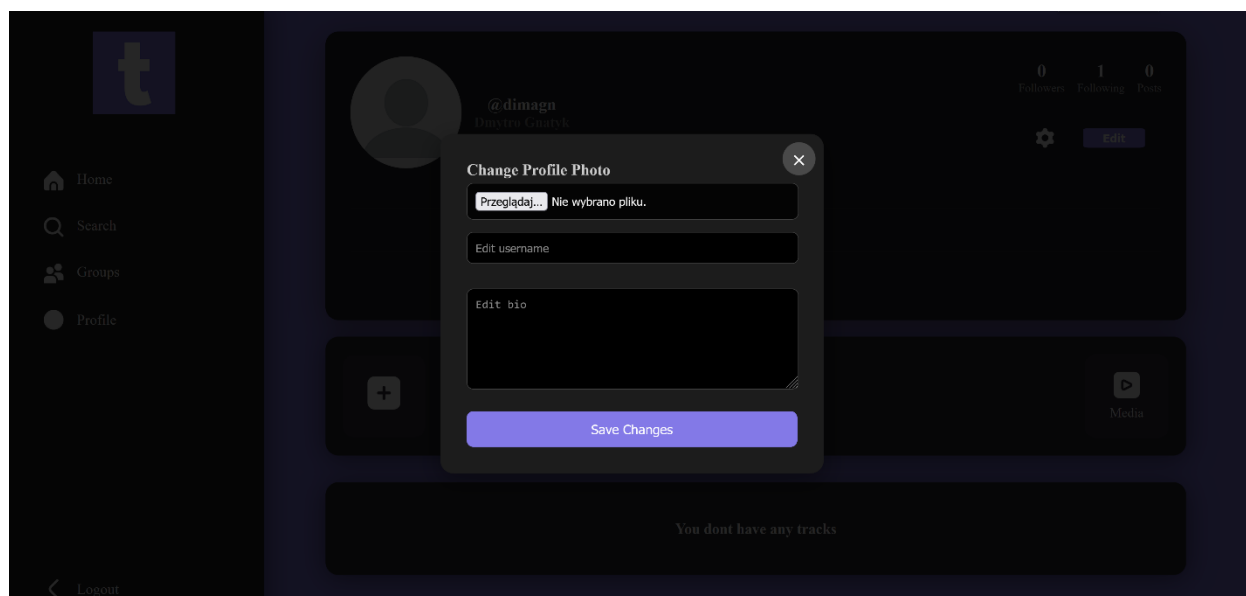 t
0 1 0
Followers Following Posts
@dimagn
Dmytro Gnatyk
Edit
Home
Search
Groups
Profile
Change Profile Photo
Przeglądaj... Nie wybrano pliku.
Edit username
Edit bio
Save Changes
Media
You dont have any tracks
Logout